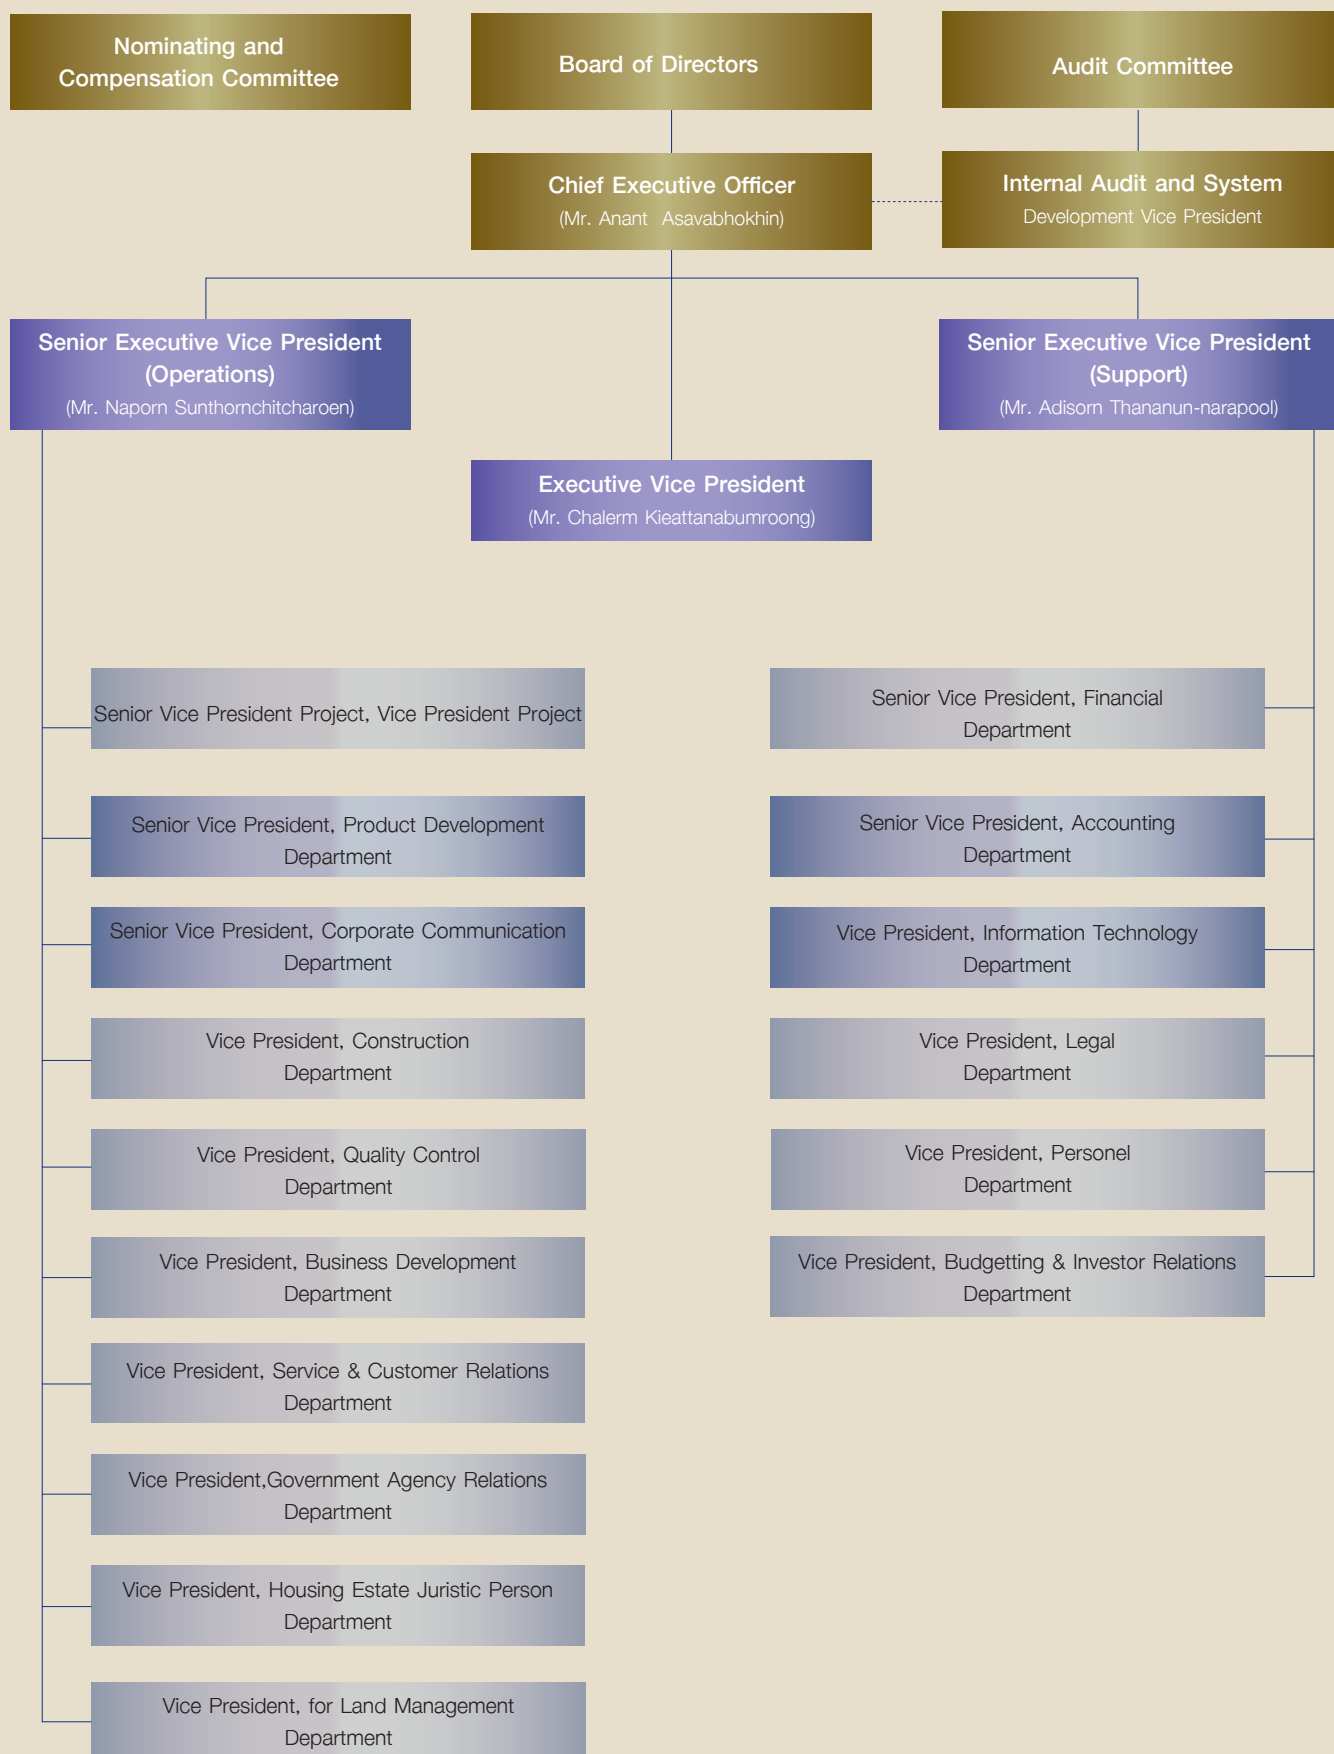 Nominating and
Compensation Committee
Board of Directors
Audit Committee
Chief Executive Officer
(Mr. Anant Asavabhokhin)
Internal Audit and System
Development Vice President
Senior Executive Vice President
(Operations)
(Mr. Naporn Sunthornchitcharoen)
Senior Executive Vice President
(Support)
(Mr. Adisorn Thananun-narapool)
Executive Vice President
(Mr. Chalerm Kieattanabumroong)
Senior Vice President Project, Vice President Project
Senior Vice President, Product Development
Department
Senior Vice President, Corporate Communication
Department
Vice President, Construction
Department
Vice President, Quality Control
Department
Vice President, Business Development
Department
Vice President, Service & Customer Relations
Department
Vice President,Government Agency Relations
Department
Vice President, Housing Estate Juristic Person
Department
Vice President, for Land Management
Department
Senior Vice President, Financial
Department
Senior Vice President, Accounting
Department
Vice President, Information Technology
Department
Vice President, Legal
Department
Vice President, Personel
Department
Vice President, Budgetting & Investor Relations
Department